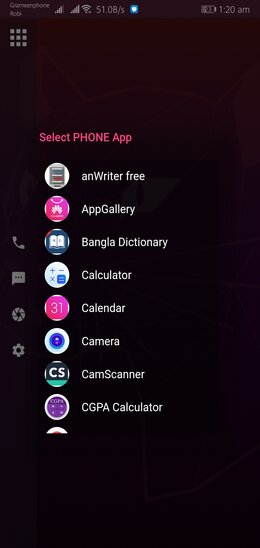 Grameenphone
Robi
51.0B/s
1:20 am
Select PHONE App
anWriter free
AppGallery
Bangla Dictionary
Calculator
31
Calendar
Camera
CS
CamScanner
CGPA
CGPA Calculator